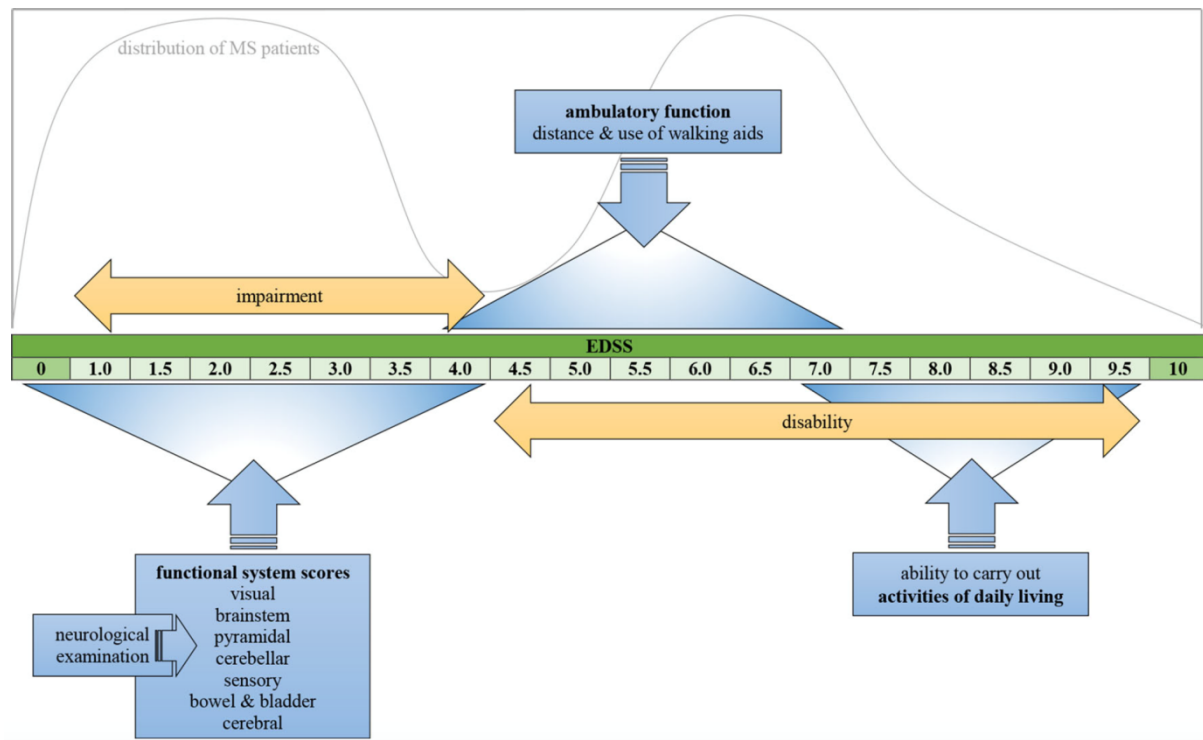 distribution of MS patients
ambulatory function
distance & use of walking aids
impairment
EDSS
0 1.0 1.5 2.0 2.5 3.0 3.5 4.0 4.5 5.0 5.5 6.0 6.5 7.0 7.5 8.0 8.5 9.0 9.5 10
disability
functional system scores
visual
brainstem
pyramidal
cerebellar
sensory
bowel & bladder
cerebral
neurological
examination
ability to carry out
activities of daily living